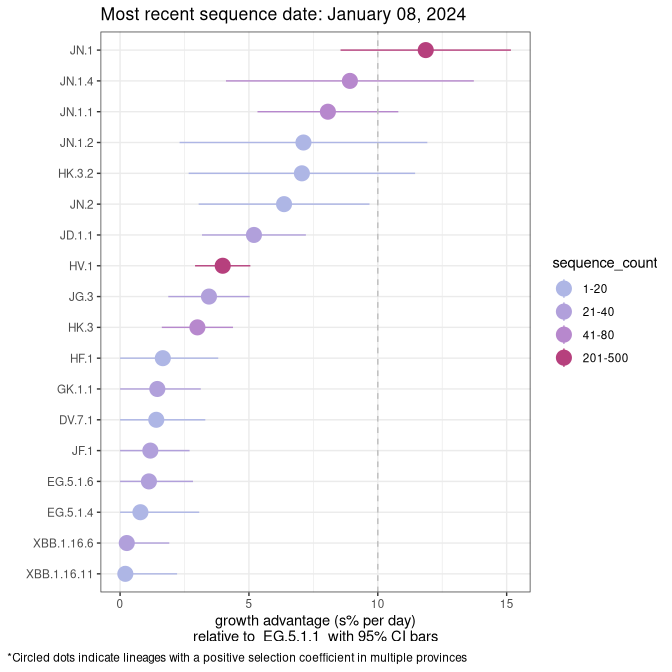 Most recent sequence date: January 08, 2024
JN.1
JN.1.4
JN.1.1
JN.1.2
HK.3.2
JN.2
JD.1.1
HV.1
JG.3
HK.3
HF.1
GK.1.1
DV.7.1
JF.1
EG.5.1.6
EG.5.1.4
XBB.1.16.6
XBB.1.16.11
0 5 10 15
growth advantage (s% per day)
relative to EG.5.1.1 with 95% CI bars
sequence_count
1-20
21-40
41-80
201-500
*Circled dots indicate lineages with a positive selection coefficient in multiple provinces